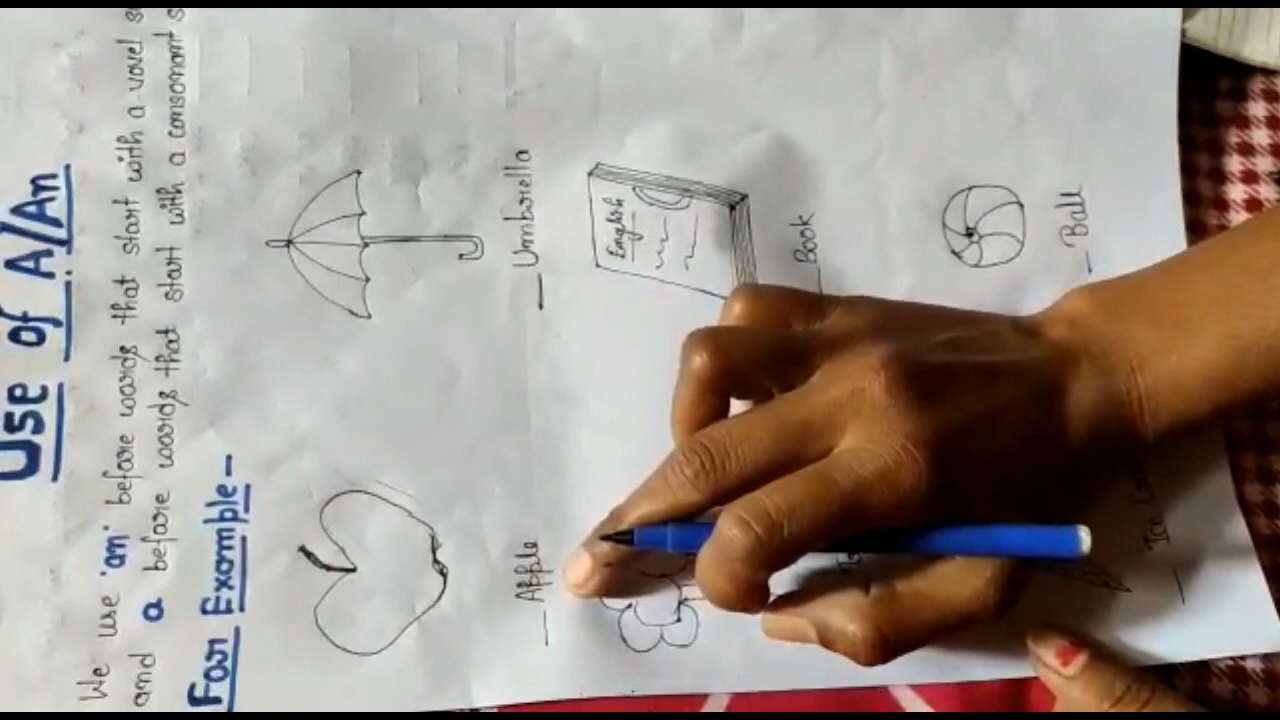 Use of A/An
We use 'an' before words that start with a vowel
and a before words that start with a consonant
For Example-
_ Apple
_ Umbrella
English
_ Book
_ Ice
_ Ball